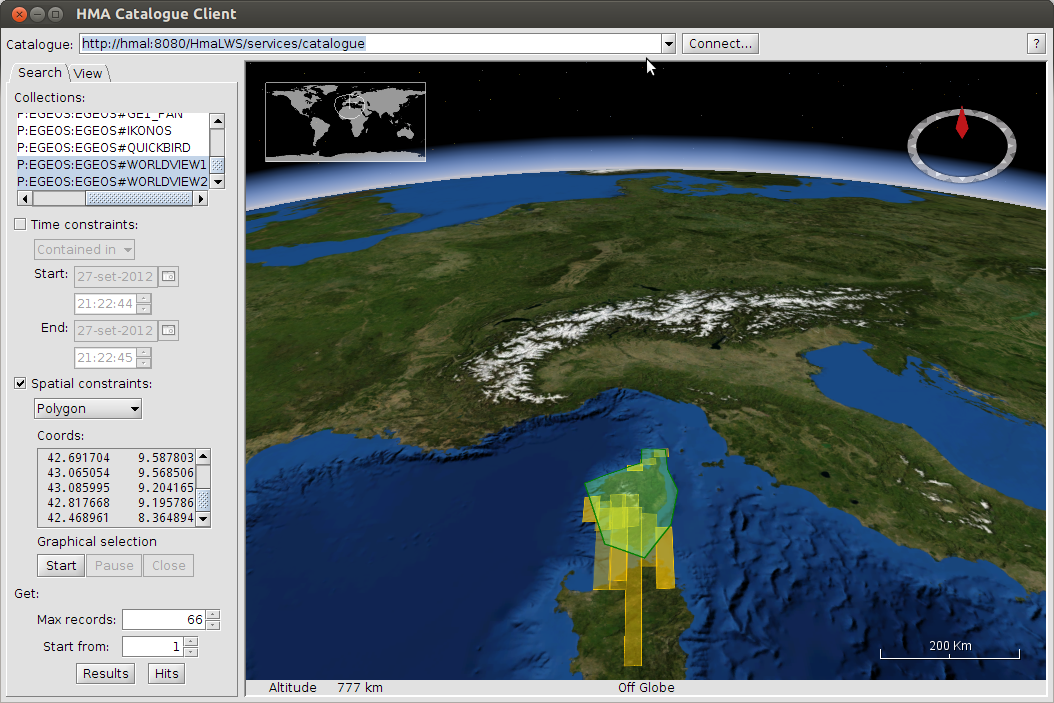 HMA Catalogue Client
Catalogue: http://hmal:8080/HmaLWS/services/catalogue Connect... ?
Search View
Collections:
P:EGEOS:EGEOS#GE1_PAN
P:EGEOS:EGEOS#IKONOS
P:EGEOS:EGEOS#QUICKBIRD
P:EGEOS:EGEOS#WORLDVIEW1
P:EGEOS:EGEOS#WORLDVIEW2
Time constraints:
Contained in
Start: 27-set-2012
21:22:44
End: 27-set-2012
21:22:45
Spatial constraints:
Polygon
Coords:
42.691704 9.587803
43.065054 9.568506
43.085995 9.204165
42.817668 9.195786
42.468961 8.364894
Graphical selection
Start Pause Close
Get:
Max records: 66
Start from: 1
Results Hits
200 Km
Altitude 777 km Off Globe